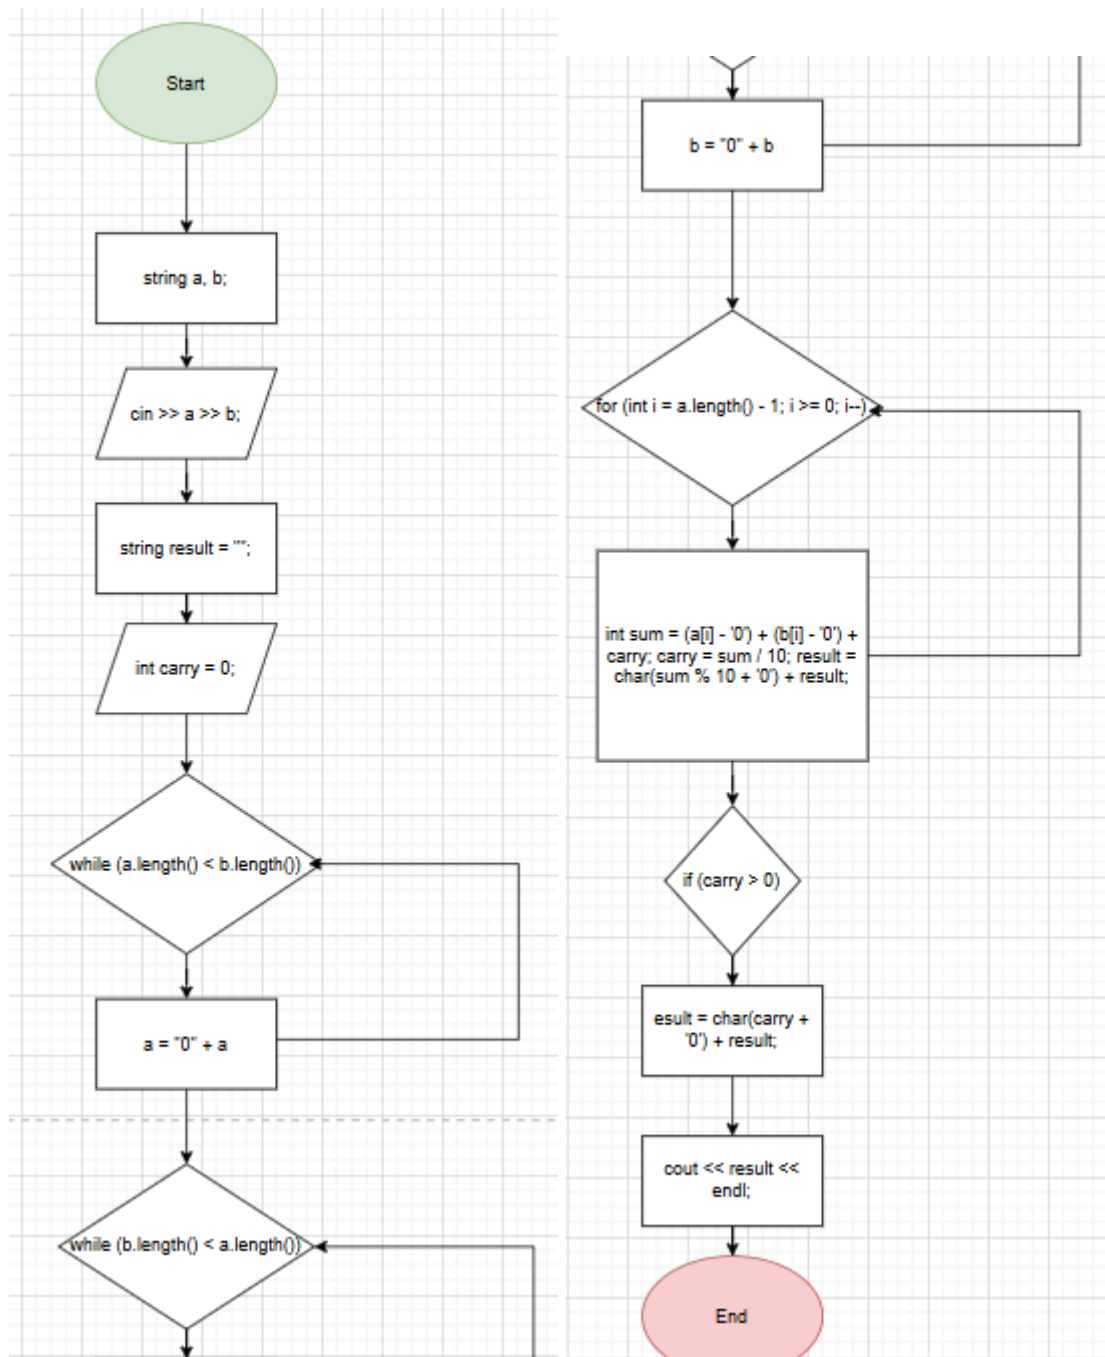 Start
string a, b;
cin >> a >> b;
string result = "";
int carry = 0;
while (a.length() < b.length())
a = "0" + a
while (b.length() < a.length())
b = "0" + b
for (int i = a.length() - 1; i >= 0; i--)
int sum = (a[i] - '0') + (b[i] - '0') +
carry; carry = sum / 10; result =
char(sum % 10 + '0') + result;
if (carry > 0)
esult = char(carry +
'0') + result;
cout << result <<
endl;
End